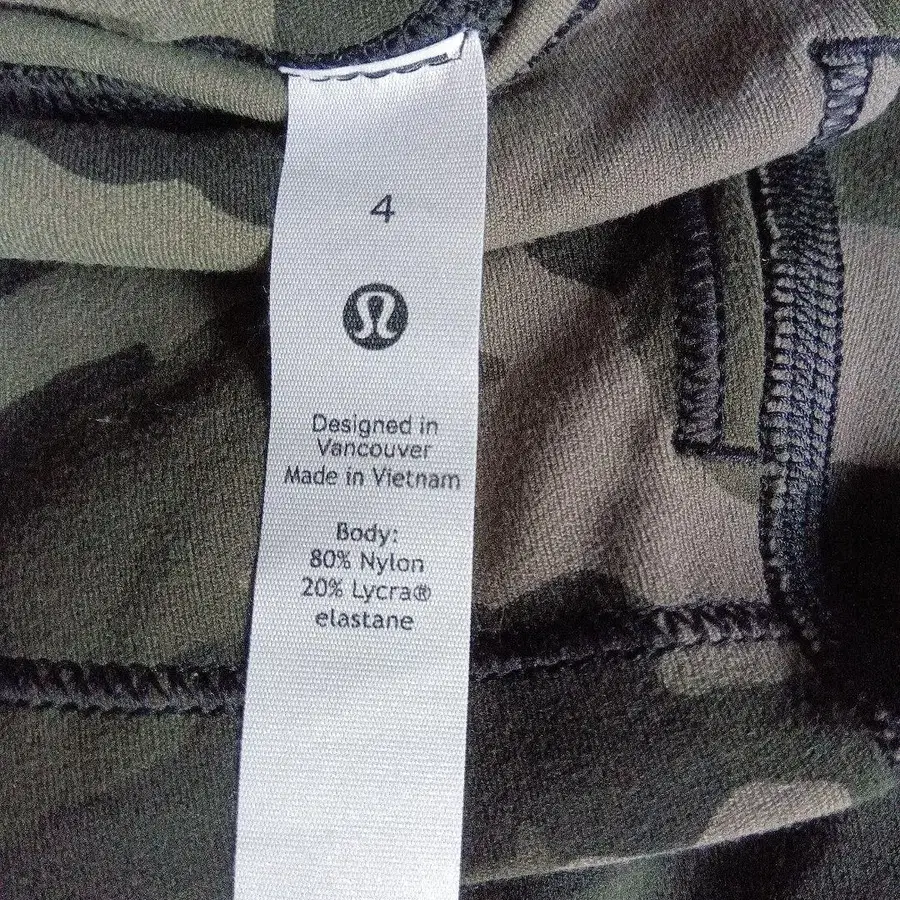 4
Designed in
Vancouver
Made in Vietnam
Body:
80% Nylon
20% Lycra®
elastane